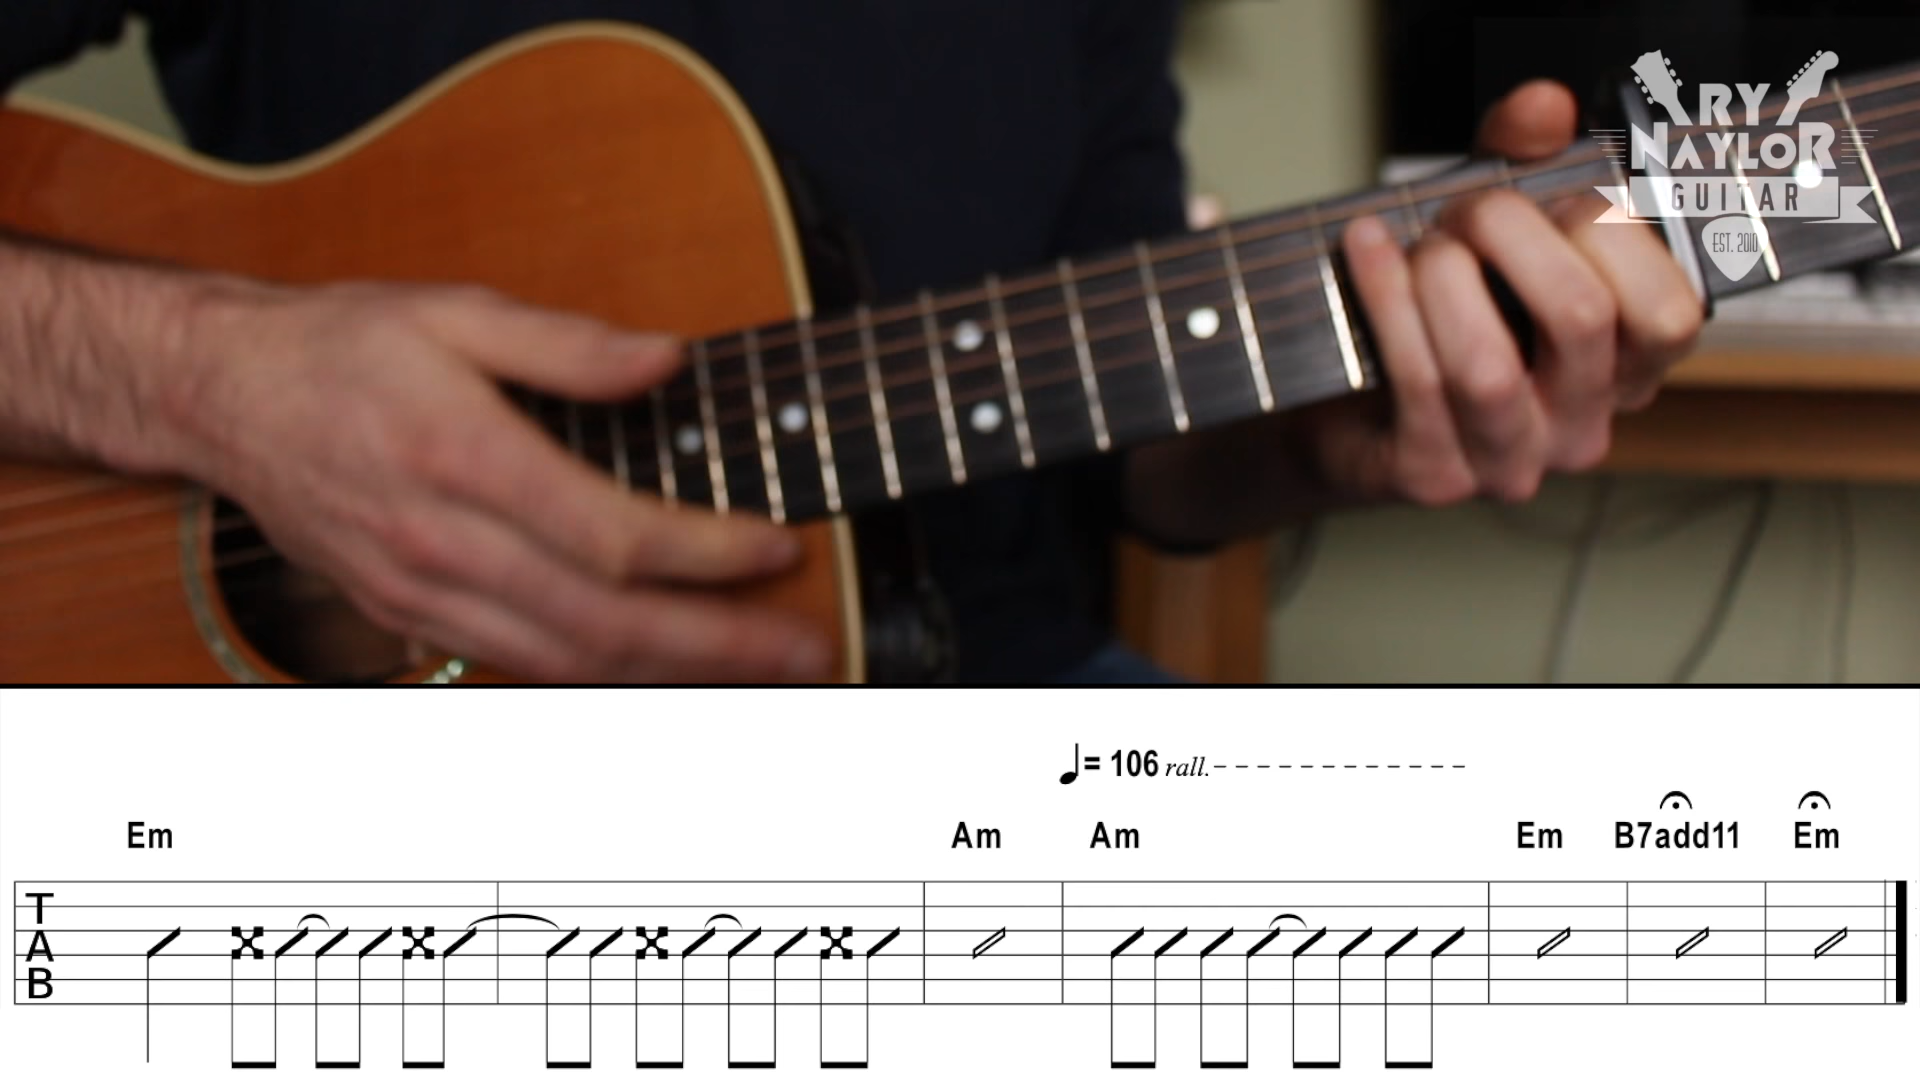 RY
NAYLOR
GUITAR
EST. 2010
= 106 rall.
Em Am Am Em B7add11 Em
T
A
B